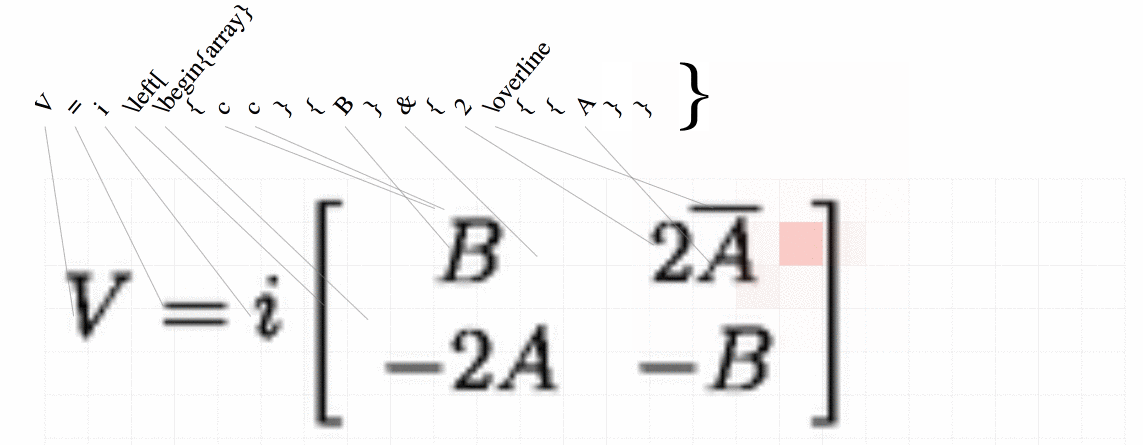 V = i \left[ \begin{array} { c c } { B } & { 2 \overline { { A } } }
V = i [ B 2A̅
-2A -B ]